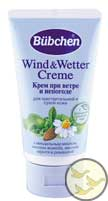 Bübchen
Wind&Wetter
Creme
Крем при ветре
и непогоде
для чувствительной и
сухой кожи